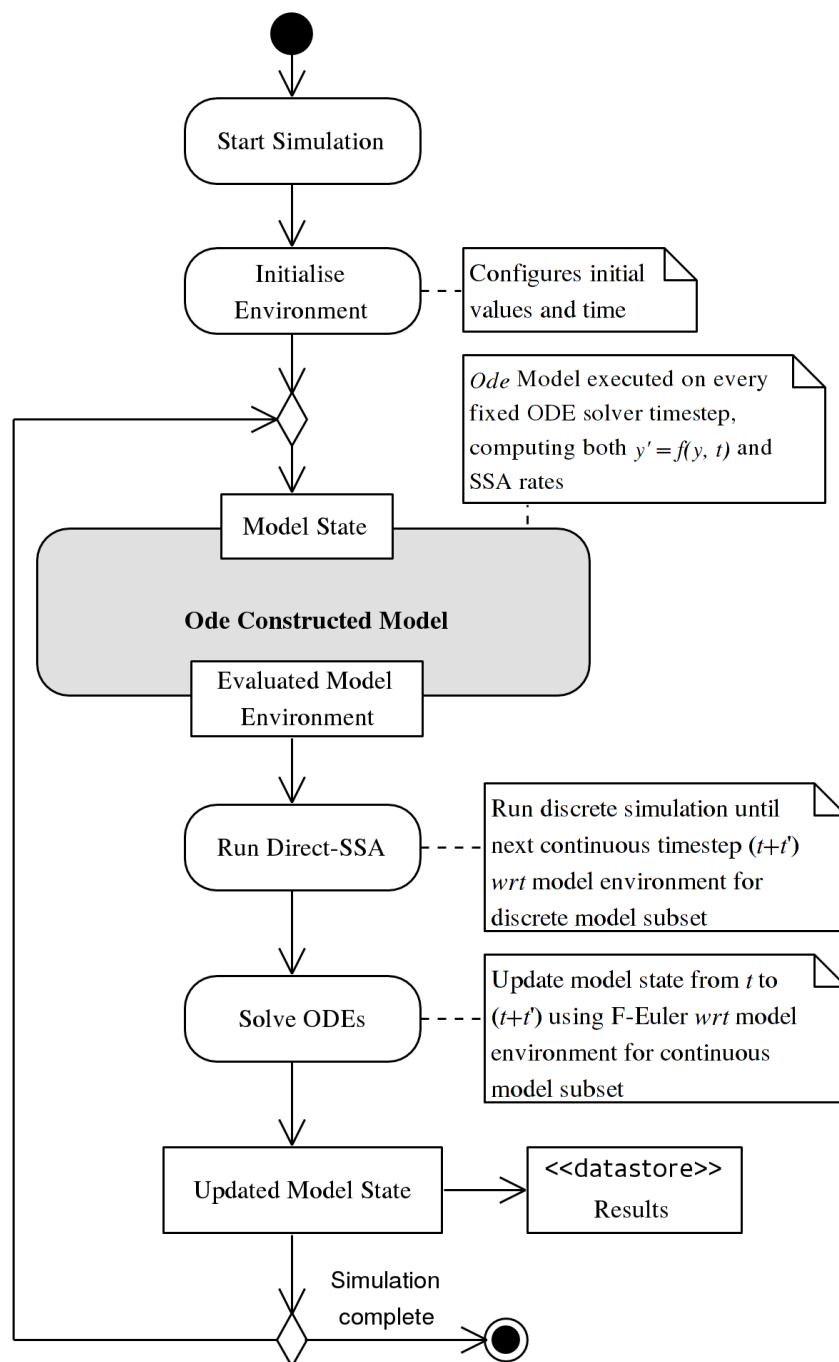 Start Simulation
Initialise
Environment
Configures initial
values and time
Ode Model executed on every
fixed ODE solver timestep,
computing both y' = f(y, t) and
SSA rates
Model State
Ode Constructed Model
Evaluated Model
Environment
Run Direct-SSA
Run discrete simulation until
next continuous timestep (t+t')
wrt model environment for
discrete model subset
Solve ODEs
Update model state from t to
(t+t') using F-Euler wrt model
environment for continuous
model subset
Updated Model State
<<datastore>>
Results
Simulation
complete